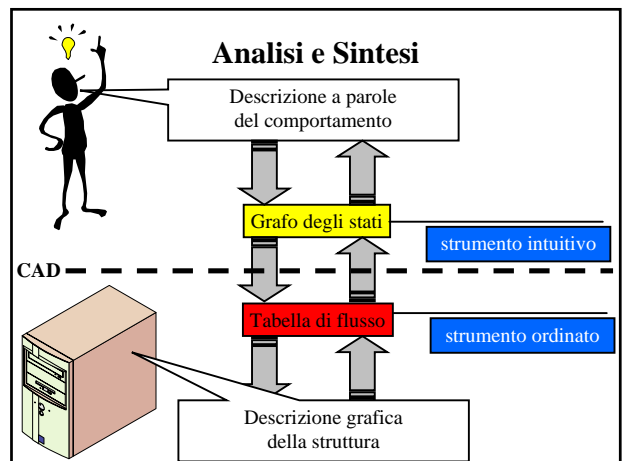 Analisi e Sintesi
Descrizione a parole
del comportamento
Grafo degli stati
strumento intuitivo
CAD
Tabella di flusso
strumento ordinato
Descrizione grafica
della struttura